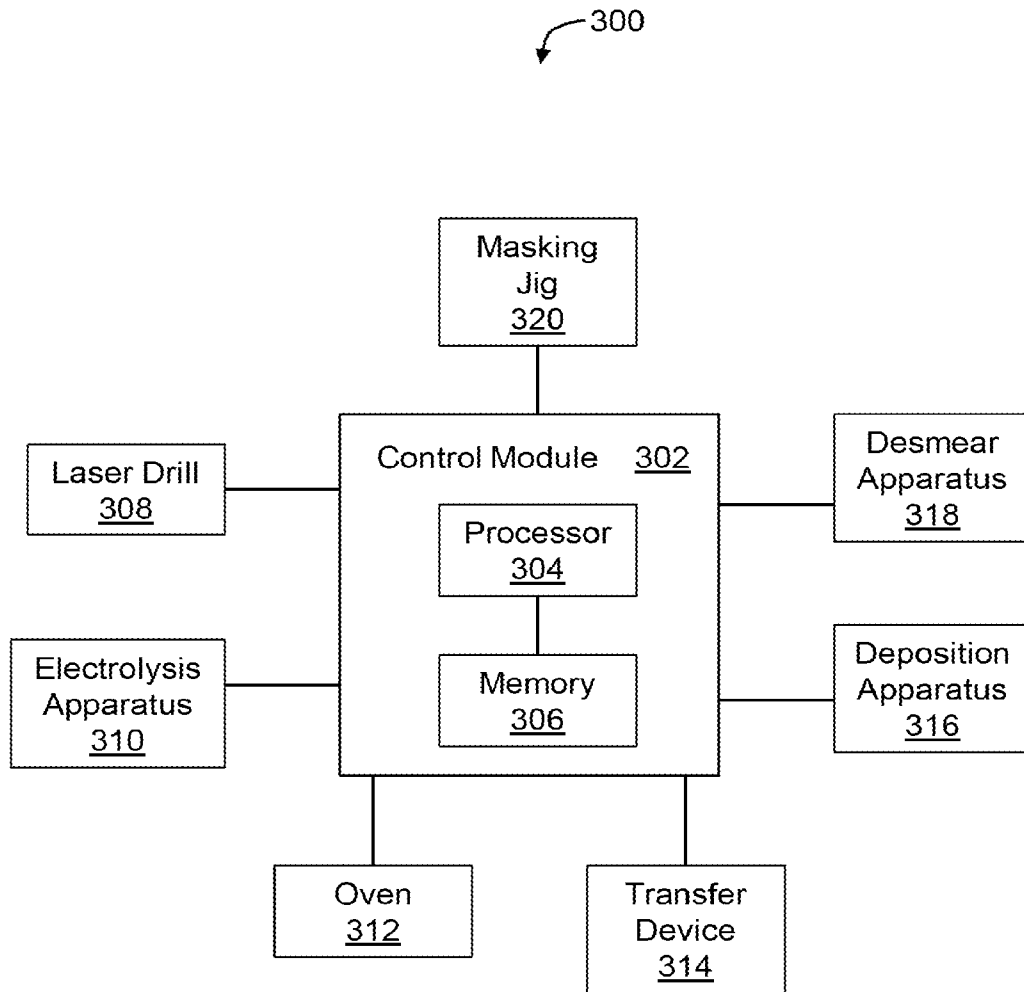 300
Masking
Jig
320
Control Module 302
Laser Drill
308
Desmear
Apparatus
318
Processor
304
Electrolysis
Apparatus
310
Memory
306
Deposition
Apparatus
316
Oven
312
Transfer
Device
314